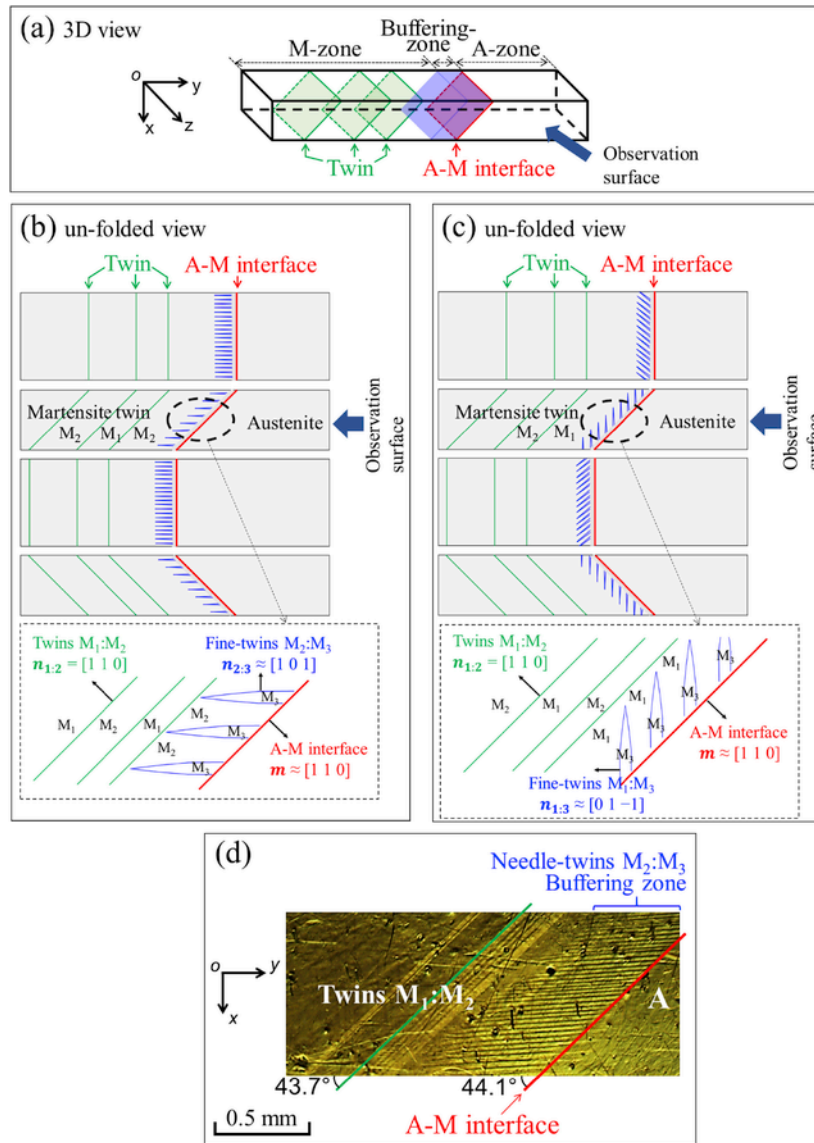 (a) 3D view
Buffering-
zone
M-zone
A-zone
o
y
x
z
Twin
A-M interface
Observation
surface
(b) un-folded view
Twin
A-M interface
Martensite twin
M₂ M₁ M₂
Austenite
Observation
surface
Twins M₁:M₂
n₁:₂ = [1 1 0]
Fine-twins M₂:M₃
n₂:₃ ≈ [1 0 1]
M₁
M₂
M₁
M₂
M₂
M₃
M₃
M₃
A-M interface
m ≈ [1 1 0]
(c) un-folded view
Twin
A-M interface
Martensite twin
M₂ M₁
Austenite
Observation
surface
Twins M₁:M₂
n₁:₂ = [1 1 0]
M₂
M₁
M₂
M₁
M₁
M₁
M₁
M₃
M₃
M₃
M₃
A-M interface
m ≈ [1 1 0]
Fine-twins M₁:M₃
n₁:₃ ≈ [0 1 −1]
(d)
Needle-twins M₂:M₃
Buffering zone
o
y
x
Twins M₁:M₂
A
43.7°
44.1°
0.5 mm
A-M interface